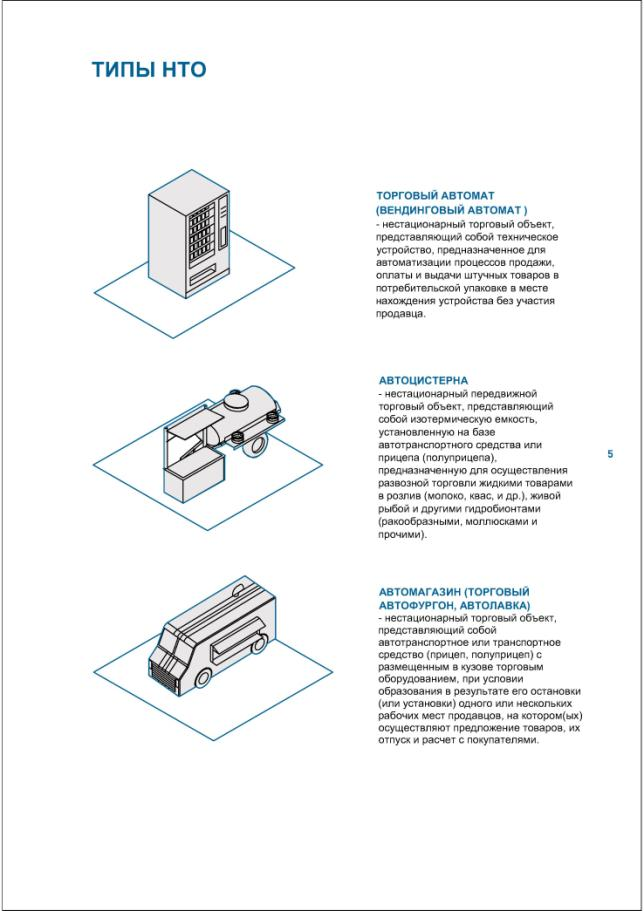 ТИПЫ НТО
ТОРГОВЫЙ АВТОМАТ
(ВЕНДИНГОВЫЙ АВТОМАТ )
- нестационарный торговый объект,
представляющий собой техническое
устройство, предназначенное для
автоматизации процессов продажи,
оплаты и выдачи штучных товаров в
потребительской упаковке в месте
нахождения устройства без участия
продавца.
АВТОЦИСТЕРНА
- нестационарный передвижной
торговый объект, представляющий
собой изотермическую емкость,
установленную на базе
автотранспортного средства или
прицепа (полуприцепа),
предназначенную для осуществления
развозной торговли жидкими товарами
в розлив (молоко, квас, и др.), живой
рыбой и другими гидробионтами
(ракообразными, моллюсками и
прочими).
5
АВТОМАГАЗИН (ТОРГОВЫЙ
АВТОФУРГОН, АВТОЛАВКА)
- нестационарный торговый объект,
представляющий собой
автотранспортное или транспортное
средство (прицеп, полуприцеп) с
размещенным в кузове торговым
оборудованием, при условии
образования в результате его остановки
(или установки) одного или нескольких
рабочих мест продавцов, на котором(ых)
осуществляют предложение товаров, их
отпуск и расчет с покупателями.